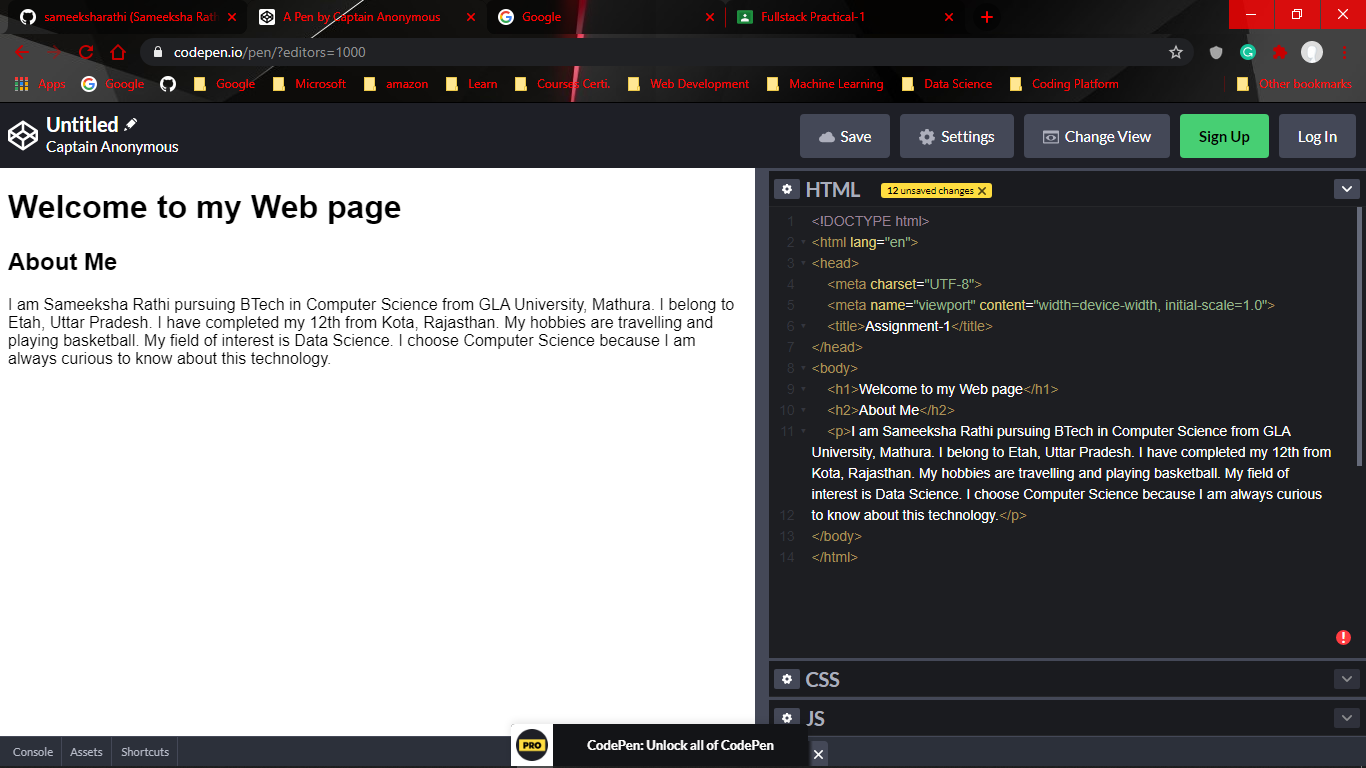 sameeksharathi (Sameeksha Rath
A Pen by Captain Anonymous
Google
Fullstack Practical-1
codepen.io/pen/?editors=1000
Apps Google Google Microsoft amazon Learn Courses Certi. Web Development Machine Learning Data Science Coding Platform Other bookmarks
Untitled
Captain Anonymous
Save Settings Change View Sign Up Log In
Welcome to my Web page
About Me
I am Sameeksha Rathi pursuing BTech in Computer Science from GLA University, Mathura. I belong to
Etah, Uttar Pradesh. I have completed my 12th from Kota, Rajasthan. My hobbies are travelling and
playing basketball. My field of interest is Data Science. I choose Computer Science because I am
always curious to know about this technology.
HTML 12 unsaved changes
1 <!DOCTYPE html>
2 <html lang="en">
3 <head>
4 <meta charset="UTF-8">
5 <meta name="viewport" content="width=device-width, initial-scale=1.0">
6 <title>Assignment-1</title>
7 </head>
8 <body>
9 <h1>Welcome to my Web page</h1>
10 <h2>About Me</h2>
11 <p>I am Sameeksha Rathi pursuing BTech in Computer Science from GLA
University, Mathura. I belong to Etah, Uttar Pradesh. I have completed my 12th from
Kota, Rajasthan. My hobbies are travelling and playing basketball. My field of
interest is Data Science. I choose Computer Science because I am always curious
12 to know about this technology.</p>
13 </body>
14 </html>
CSS
JS
Console Assets Shortcuts
PRO CodePen: Unlock all of CodePen